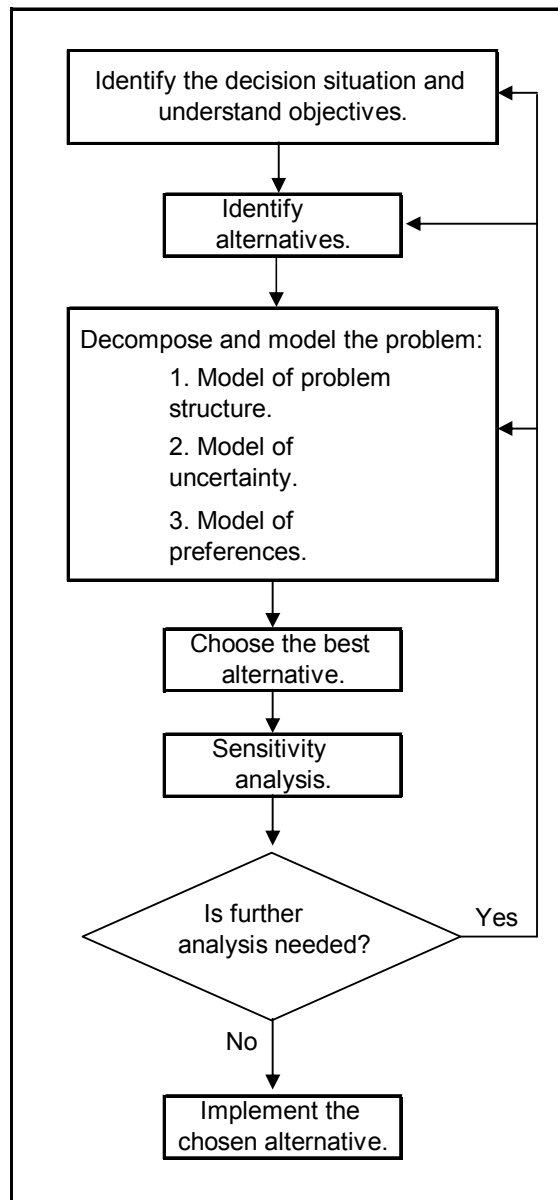 Identify the decision situation and
understand objectives.
Identify
alternatives.
Decompose and model the problem:
1. Model of problem
structure.
2. Model of
uncertainty.
3. Model of
preferences.
Choose the best
alternative.
Sensitivity
analysis.
Is further
analysis needed?
Yes
No
Implement the
chosen alternative.